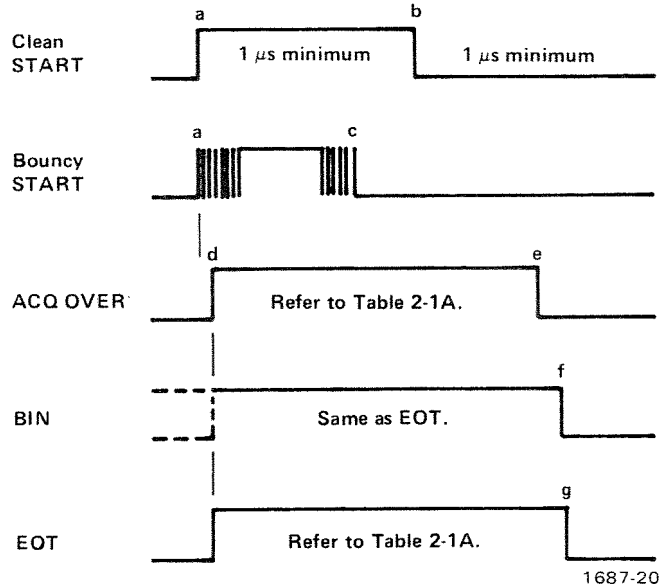 a
b
Clean
START
1 µs minimum
1 µs minimum
a
c
Bouncy
START
d
e
ACQ OVER
Refer to Table 2-1A.
f
BIN
Same as EOT.
g
EOT
Refer to Table 2-1A.
1687-20